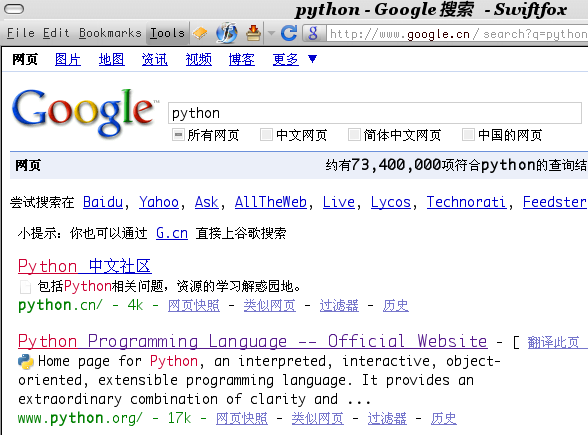 python - Google 搜索 - Swiftfox
File Edit Bookmarks Tools http://www.google.cn/search?q=python
网页 图片 地图 资讯 视频 博客 更多 ▼
Google™ python
所有网页 中文网页 简体中文网页 中国的网页
网页 约有73,400,000项符合python的查询结
尝试搜索在 Baidu, Yahoo, Ask, AllTheWeb, Live, Lycos, Technorati, Feedster
小提示: 你也可以通过 G.cn 直接上谷歌搜索
Python 中文社区
包括Python相关问题，资源的学习解惑园地。
python.cn/ - 4k - 网页快照 - 类似网页 - 过滤器 - 历史
Python Programming Language -- Official Website - [ 翻译此页
Home page for Python, an interpreted, interactive, object-
oriented, extensible programming language. It provides an
extraordinary combination of clarity and ...
www.python.org/ - 17k - 网页快照 - 类似网页 - 过滤器 - 历史